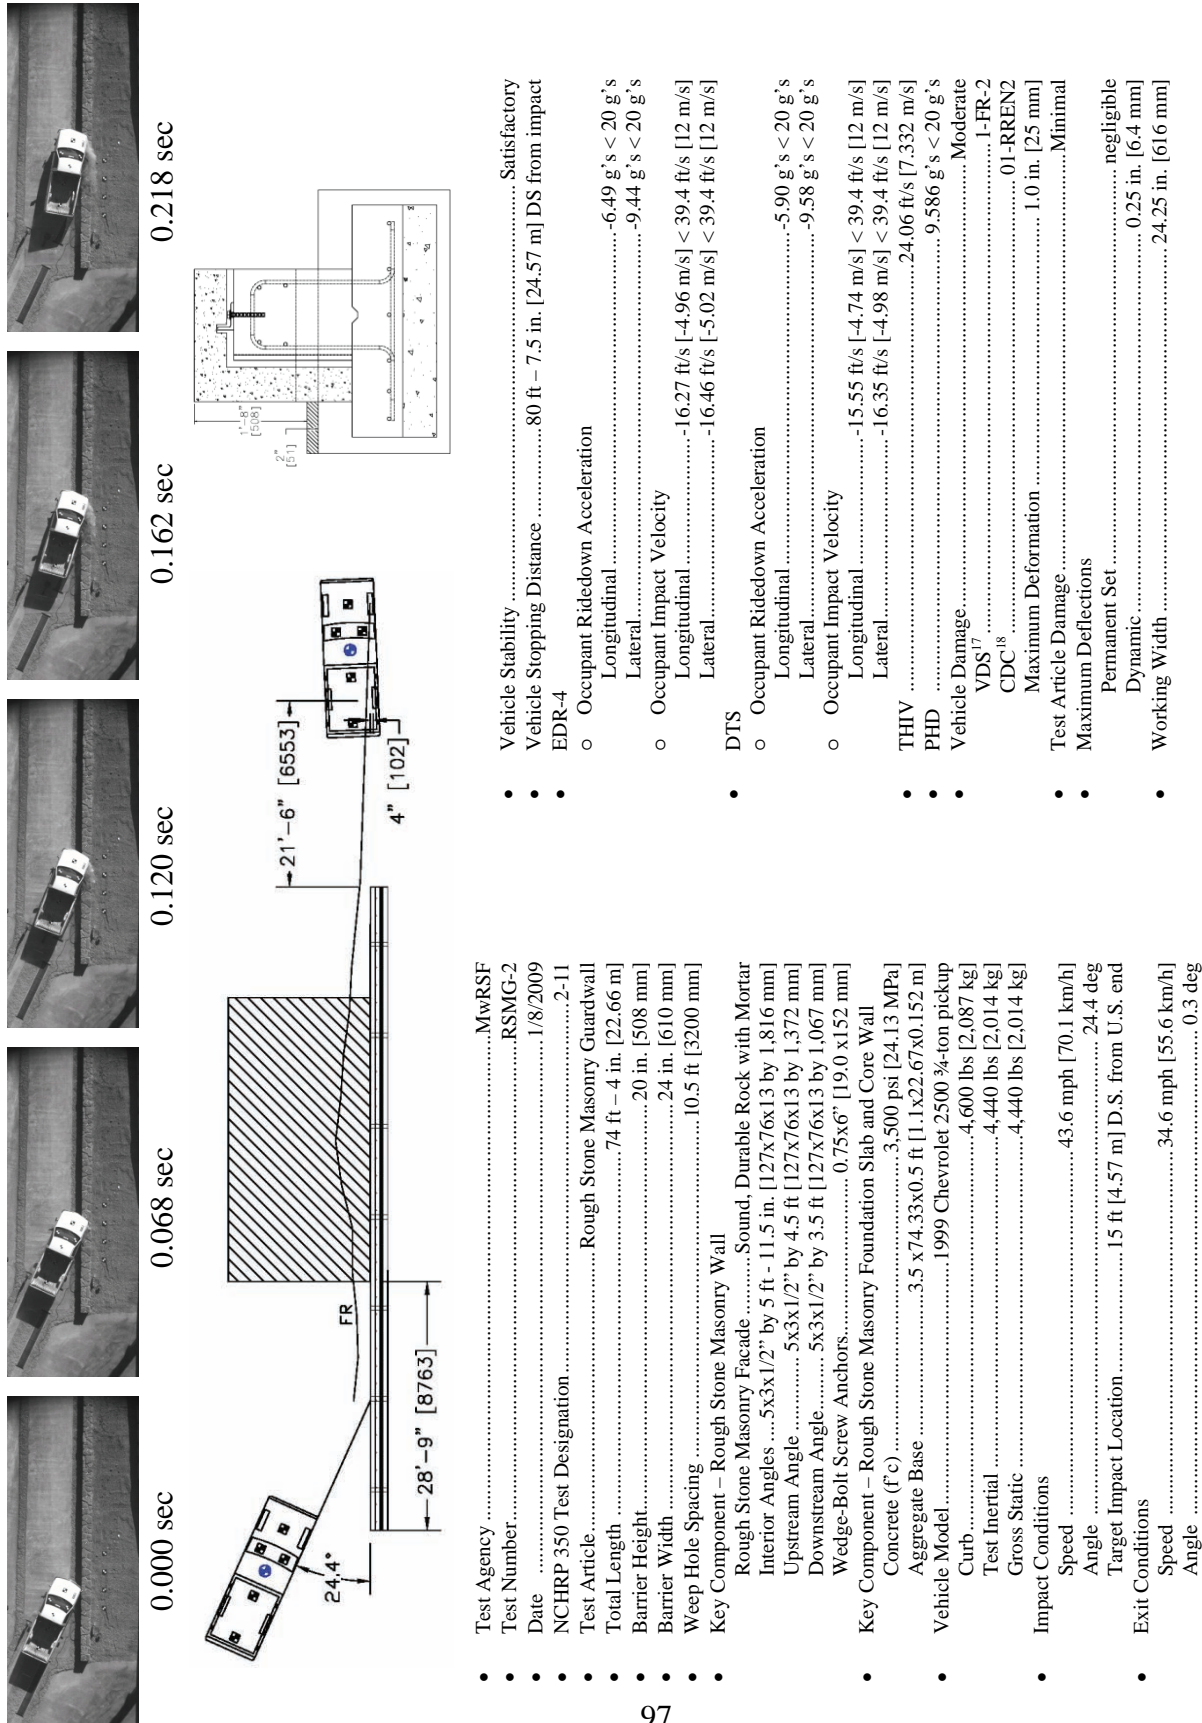 0.000 sec
0.068 sec
0.120 sec
0.162 sec
0.218 sec
24.4°
FR
28'-9" [8763]
21'-6" [6553]
4" [102]
1'-8"
[508]
2"
[51]
• Test Agency ..... MwRSF
• Test Number ..... RSMG-2
• Date ..... 1/8/2009
• NCHRP 350 Test Designation ..... 2-11
• Test Article ..... Rough Stone Masonry Guardwall
• Total Length ..... 74 ft – 4 in. [22.66 m]
• Barrier Height ..... 20 in. [508 mm]
• Barrier Width ..... 24 in. [610 mm]
• Weep Hole Spacing ..... 10.5 ft [3200 mm]
• Key Component – Rough Stone Masonry Wall
Rough Stone Masonry Facade ..... Sound, Durable Rock with Mortar
Interior Angles ....5x3x1/2” by 5 ft - 11.5 in. [127x76x13 by 1,816 mm]
Upstream Angle ..... 5x3x1/2” by 4.5 ft [127x76x13 by 1,372 mm]
Downstream Angle ..... 5x3x1/2” by 3.5 ft [127x76x13 by 1,067 mm]
Wedge-Bolt Screw Anchors ..... 0.75x6” [19.0 x152 mm]
• Key Component – Rough Stone Masonry Foundation Slab and Core Wall
Concrete (f’c) ..... 3,500 psi [24.13 MPa]
Aggregate Base ..... 3.5 x74.33x0.5 ft [1.1x22.67x0.152 m]
• Vehicle Model ..... 1999 Chevrolet 2500 ¾-ton pickup
Curb ..... 4,600 lbs [2,087 kg]
Test Inertial ..... 4,440 lbs [2,014 kg]
Gross Static ..... 4,440 lbs [2,014 kg]
• Impact Conditions
Speed ..... 43.6 mph [70.1 km/h]
Angle ..... 24.4 deg
Target Impact Location ..... 15 ft [4.57 m] D.S. from U.S. end
• Exit Conditions
Speed ..... 34.6 mph [55.6 km/h]
Angle ..... 0.3 deg
• Vehicle Stability ..... Satisfactory
• Vehicle Stopping Distance ..... 80 ft – 7.5 in. [24.57 m] DS from impact
• EDR-4
o Occupant Ridedown Acceleration
Longitudinal ..... -6.49 g’s < 20 g’s
Lateral ..... -9.44 g’s < 20 g’s
o Occupant Impact Velocity
Longitudinal ..... -16.27 ft/s [-4.96 m/s] < 39.4 ft/s [12 m/s]
Lateral ..... -16.46 ft/s [-5.02 m/s] < 39.4 ft/s [12 m/s]
• DTS
o Occupant Ridedown Acceleration
Longitudinal ..... -5.90 g’s < 20 g’s
Lateral ..... -9.58 g’s < 20 g’s
o Occupant Impact Velocity
Longitudinal ..... -15.55 ft/s [-4.74 m/s] < 39.4 ft/s [12 m/s]
Lateral ..... -16.35 ft/s [-4.98 m/s] < 39.4 ft/s [12 m/s]
• THIV ..... 24.06 ft/s [7.332 m/s]
• PHD ..... 9.586 g’s < 20 g’s
• Vehicle Damage ..... Moderate
VDS17 ..... 1-FR-2
CDC18 ..... 01-RREN2
Maximum Deformation ..... 1.0 in. [25 mm]
• Test Article Damage ..... Minimal
• Maximum Deflections
Permanent Set ..... negligible
Dynamic ..... 0.25 in. [6.4 mm]
• Working Width ..... 24.25 in. [616 mm]
97